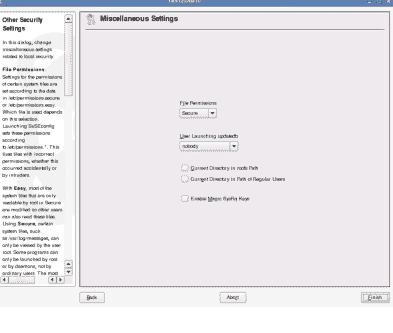 Other Security
Settings
In this dialog, change
miscellaneous settings
related to local security.
File Permissions:
Settings for the permissions
of certain system files are
set according to the data
in /etc/permissions.secure
or /etc/permissions.easy.
Which file is used depends
on this selection.
Launching SuSEconfig
sets these permissions
according
to /etc/permissions.*. This
fixes files with incorrect
permissions, whether this
occurred accidentally or
by intruders.
With Easy, most of the
system files that are only
readable by root in Secure
are modified so other users
can also read these files.
Using Secure, certain
system files, such
as /var/log/messages, can
only be viewed by the user
root. Some programs can
only be launched by root
or by daemons, not by
ordinary users. The most
Miscellaneous Settings
File Permissions
Secure
User Launching updatedb
nobody
Current Directory in root's Path
Current Directory in Path of Regular Users
Enable Magic SysRq Keys
Back
Abort
Finish